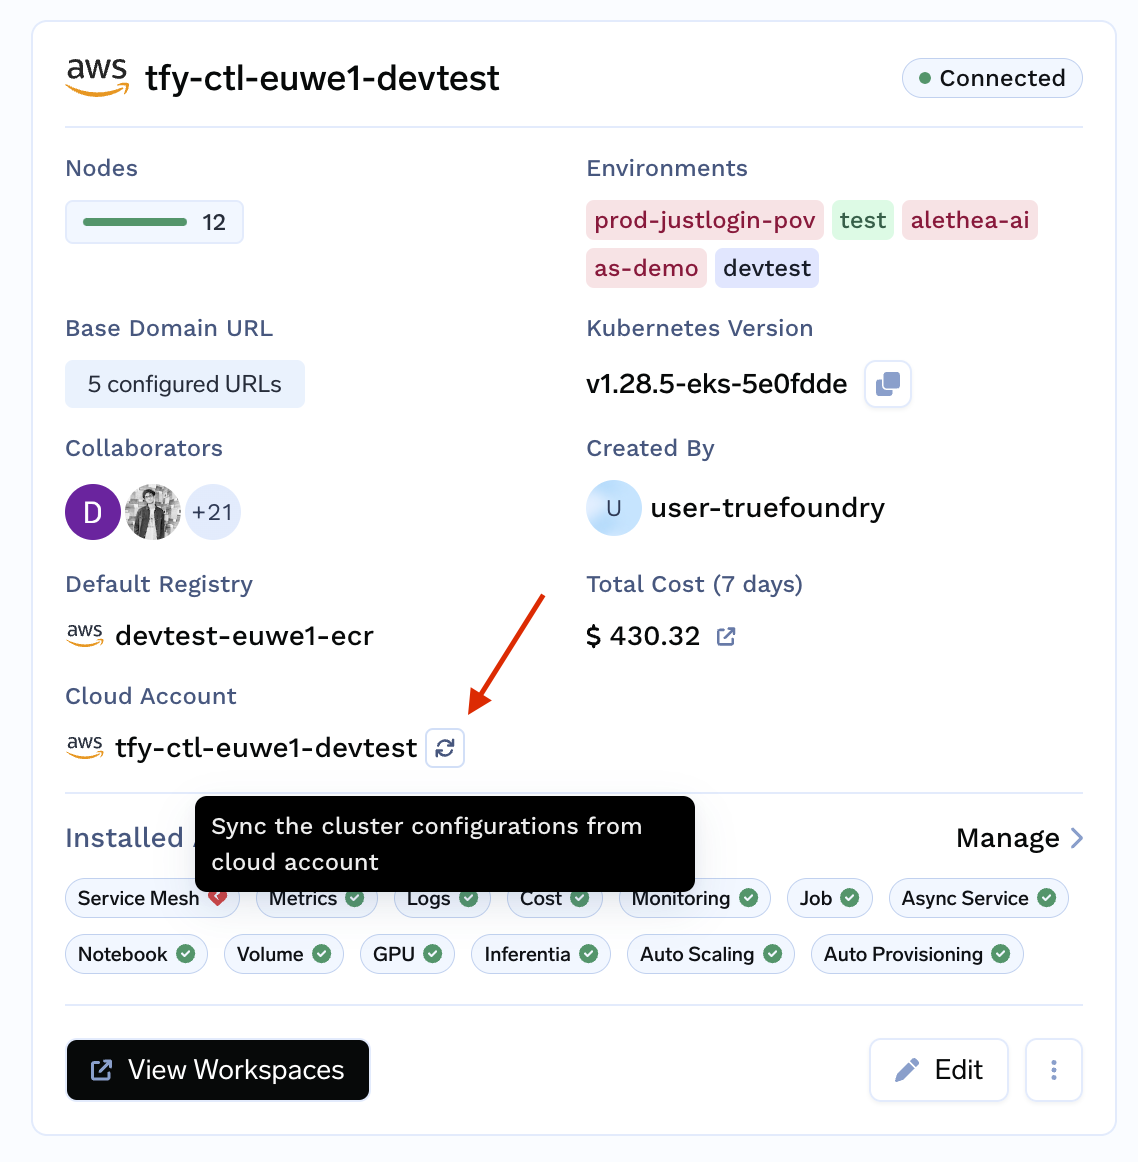 aws tfy-ctl-euwe1-devtest
Connected
Nodes
12
Environments
prod-justlogin-pov test alethea-ai
as-demo devtest
Base Domain URL
5 configured URLs
Kubernetes Version
v1.28.5-eks-5e0fdde
Collaborators
D +21
Created By
U user-truefoundry
Default Registry
aws devtest-euwe1-ecr
Total Cost (7 days)
$ 430.32
Cloud Account
aws tfy-ctl-euwe1-devtest
Sync the cluster configurations from
cloud account
Installed
Manage
Service Mesh Metrics Logs Cost Monitoring Job Async Service
Notebook Volume GPU Inferentia Auto Scaling Auto Provisioning
View Workspaces
Edit